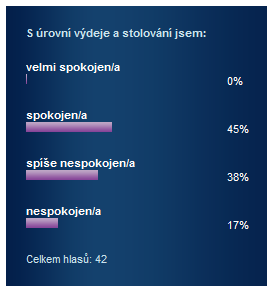 S úrovní výdeje a stolování jsem:
velmi spokojen/a
0%
spokojen/a
45%
spíše nespokojen/a
38%
nespokojen/a
17%
Celkem hlasů: 42